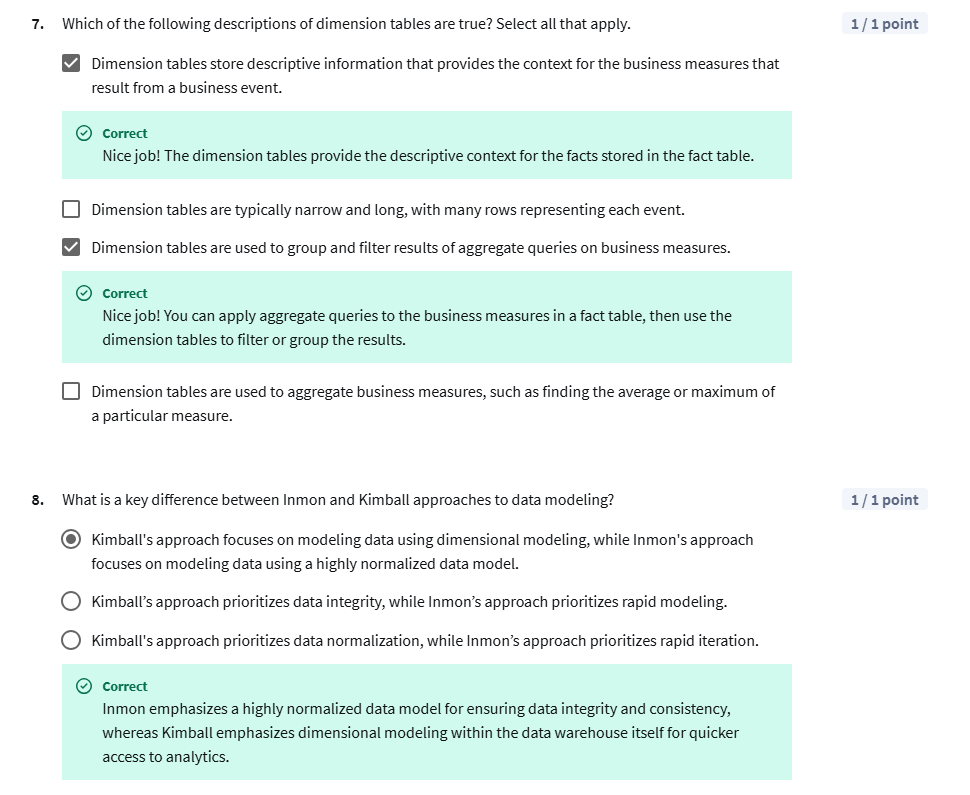 7. Which of the following descriptions of dimension tables are true? Select all that apply. 1 / 1 point
Dimension tables store descriptive information that provides the context for the business measures that
result from a business event.
Correct
Nice job! The dimension tables provide the descriptive context for the facts stored in the fact table.
Dimension tables are typically narrow and long, with many rows representing each event.
Dimension tables are used to group and filter results of aggregate queries on business measures.
Correct
Nice job! You can apply aggregate queries to the business measures in a fact table, then use the
dimension tables to filter or group the results.
Dimension tables are used to aggregate business measures, such as finding the average or maximum of
a particular measure.
8. What is a key difference between Inmon and Kimball approaches to data modeling? 1 / 1 point
Kimball's approach focuses on modeling data using dimensional modeling, while Inmon's approach
focuses on modeling data using a highly normalized data model.
Kimball’s approach prioritizes data integrity, while Inmon’s approach prioritizes rapid modeling.
Kimball's approach prioritizes data normalization, while Inmon’s approach prioritizes rapid iteration.
Correct
Inmon emphasizes a highly normalized data model for ensuring data integrity and consistency,
whereas Kimball emphasizes dimensional modeling within the data warehouse itself for quicker
access to analytics.